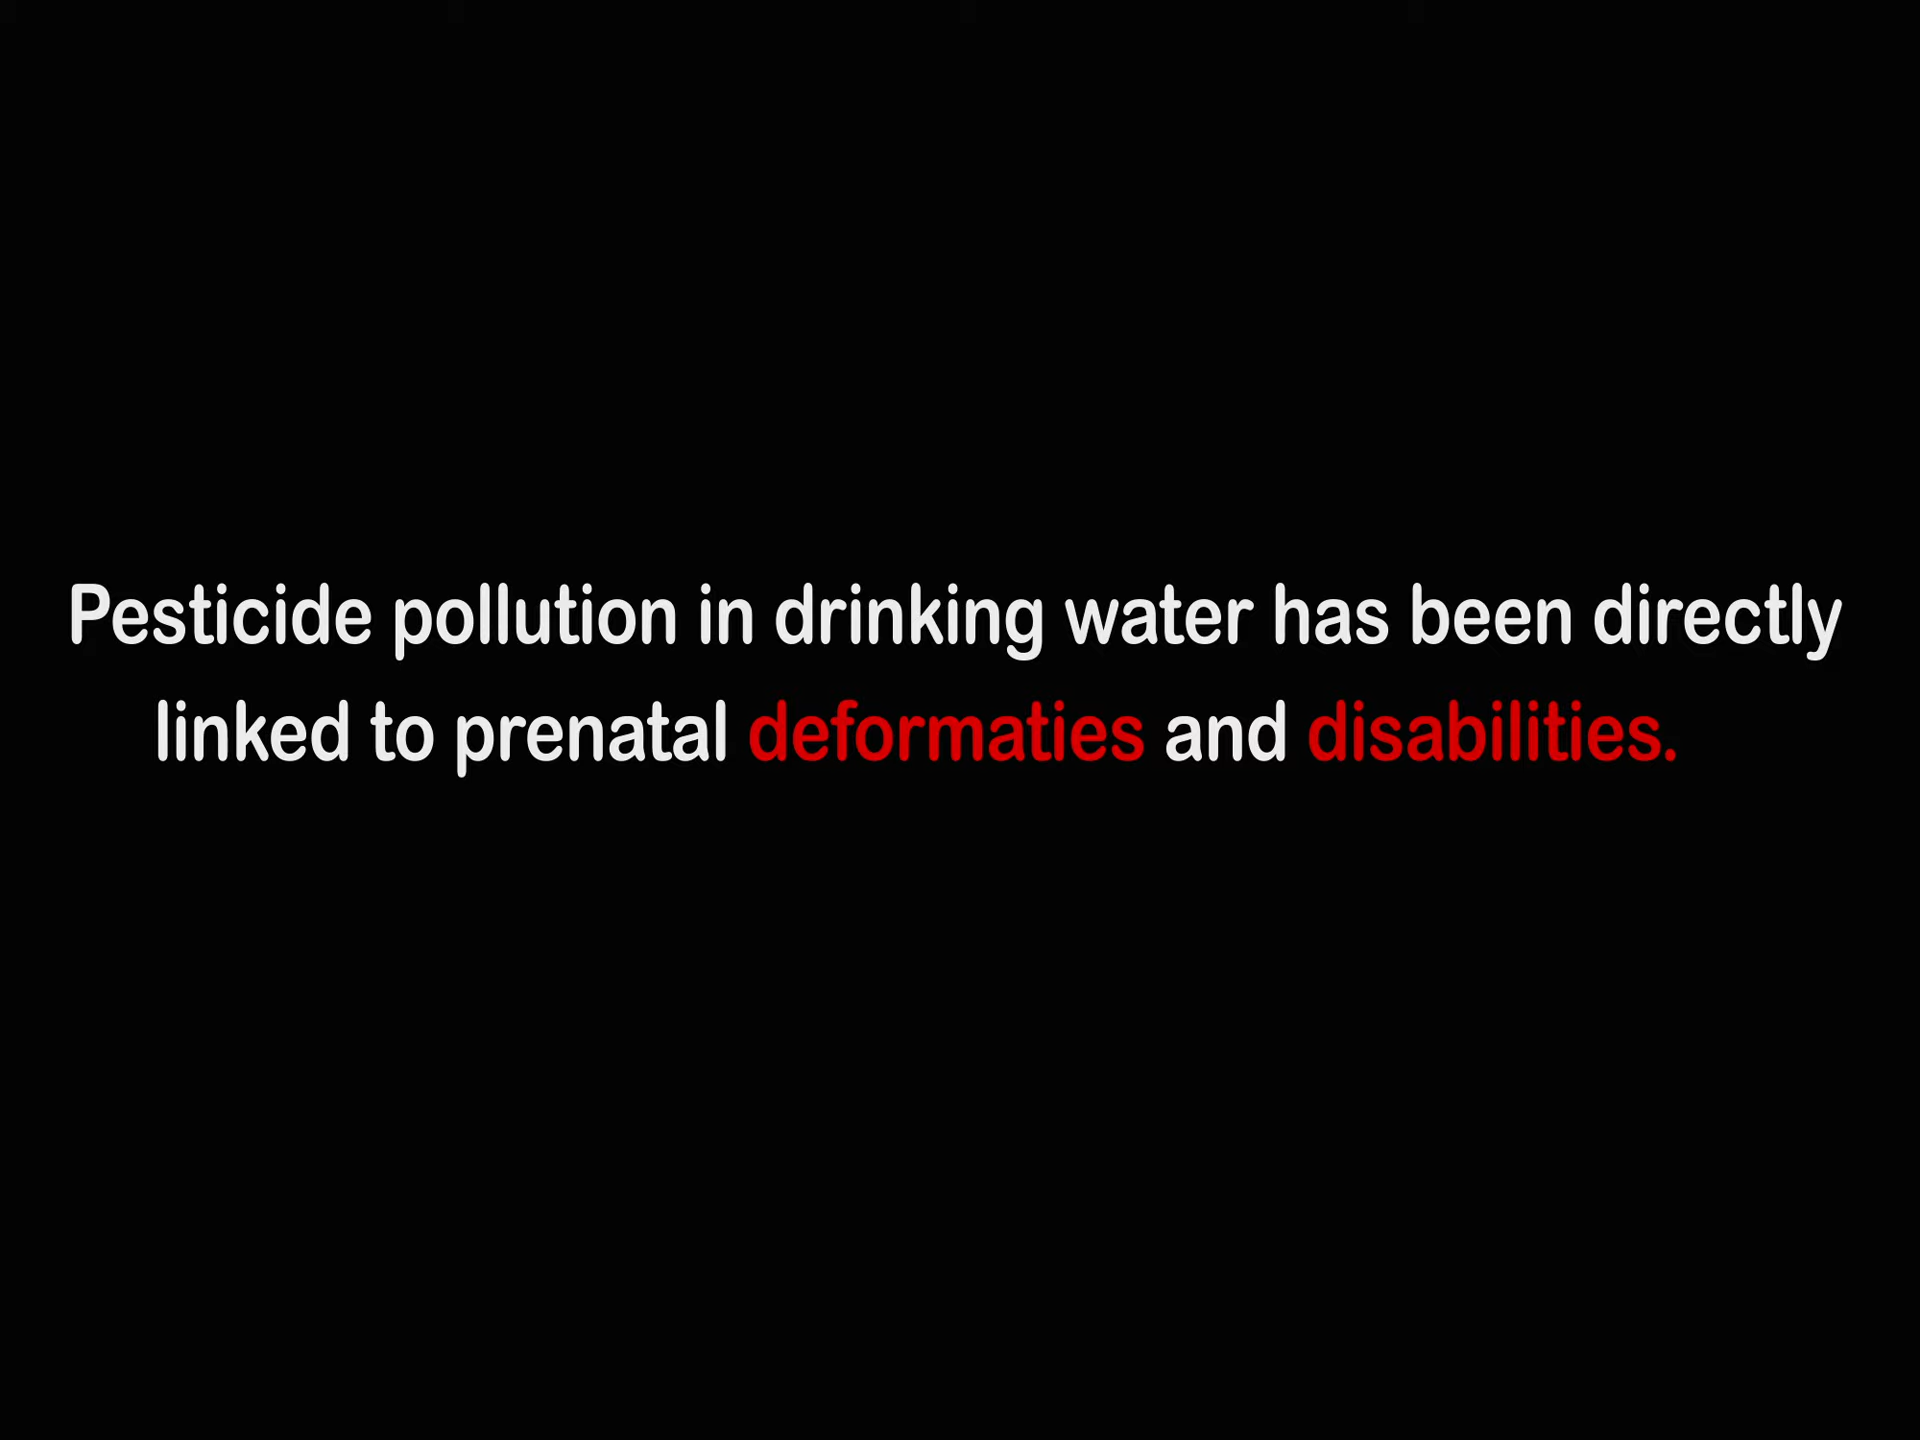 Pesticide pollution in drinking water has been directly
linked to prenatal deformaties and disabilities.